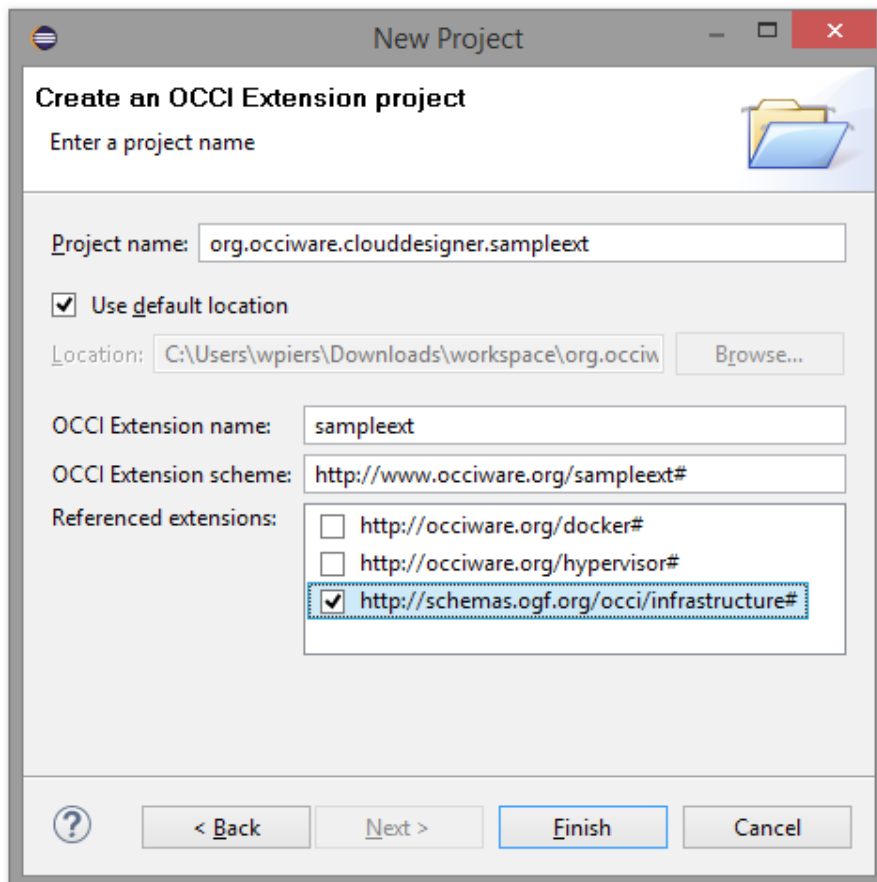 New Project
Create an OCCI Extension project
Enter a project name
Project name: org.occiware.clouddesigner.sampleext
Use default location
Location: C:\Users\wpiers\Downloads\workspace\org.occiw Browse...
OCCI Extension name: sampleext
OCCI Extension scheme: http://www.occiware.org/sampleext#
Referenced extensions: http://occiware.org/docker#
http://occiware.org/hypervisor#
http://schemas.ogf.org/occi/infrastructure#
? < Back Next > Finish Cancel